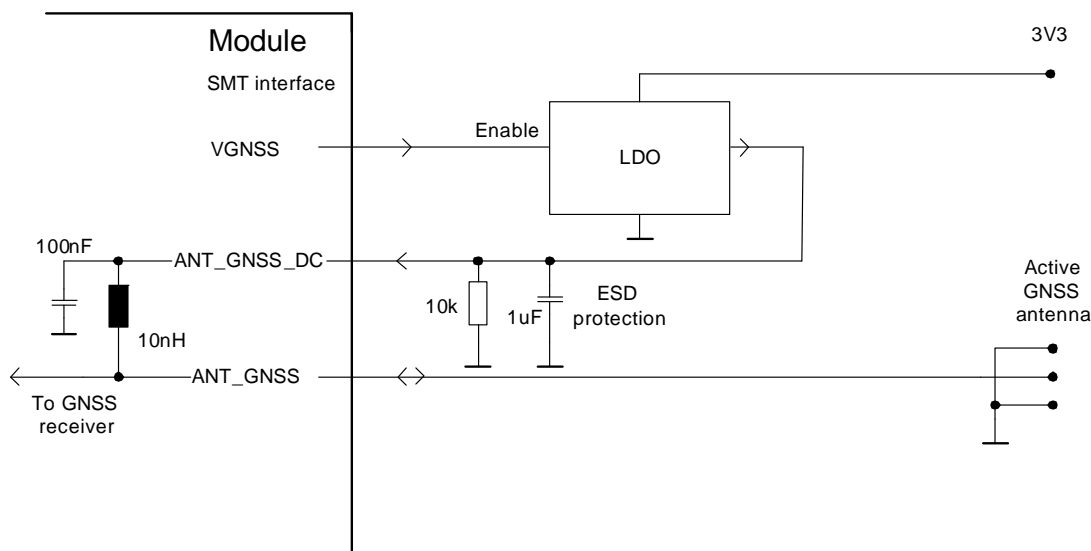 Module
SMT interface
3V3
Enable
VGNSS
LDO
100nF
ANT_GNSS_DC
10k
1uF
ESD
protection
Active
GNSS
antenna
10nH
ANT_GNSS
To GNSS
receiver